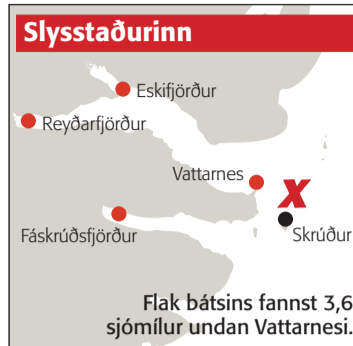 Slysstaðurinn
Eskifjörður
Reyðarfjörður
Vattarnes
X
Skrúður
Fáskrúðsfjörður
Flak bátsins fannst 3,6
sjómílur undan Vattarnesi.